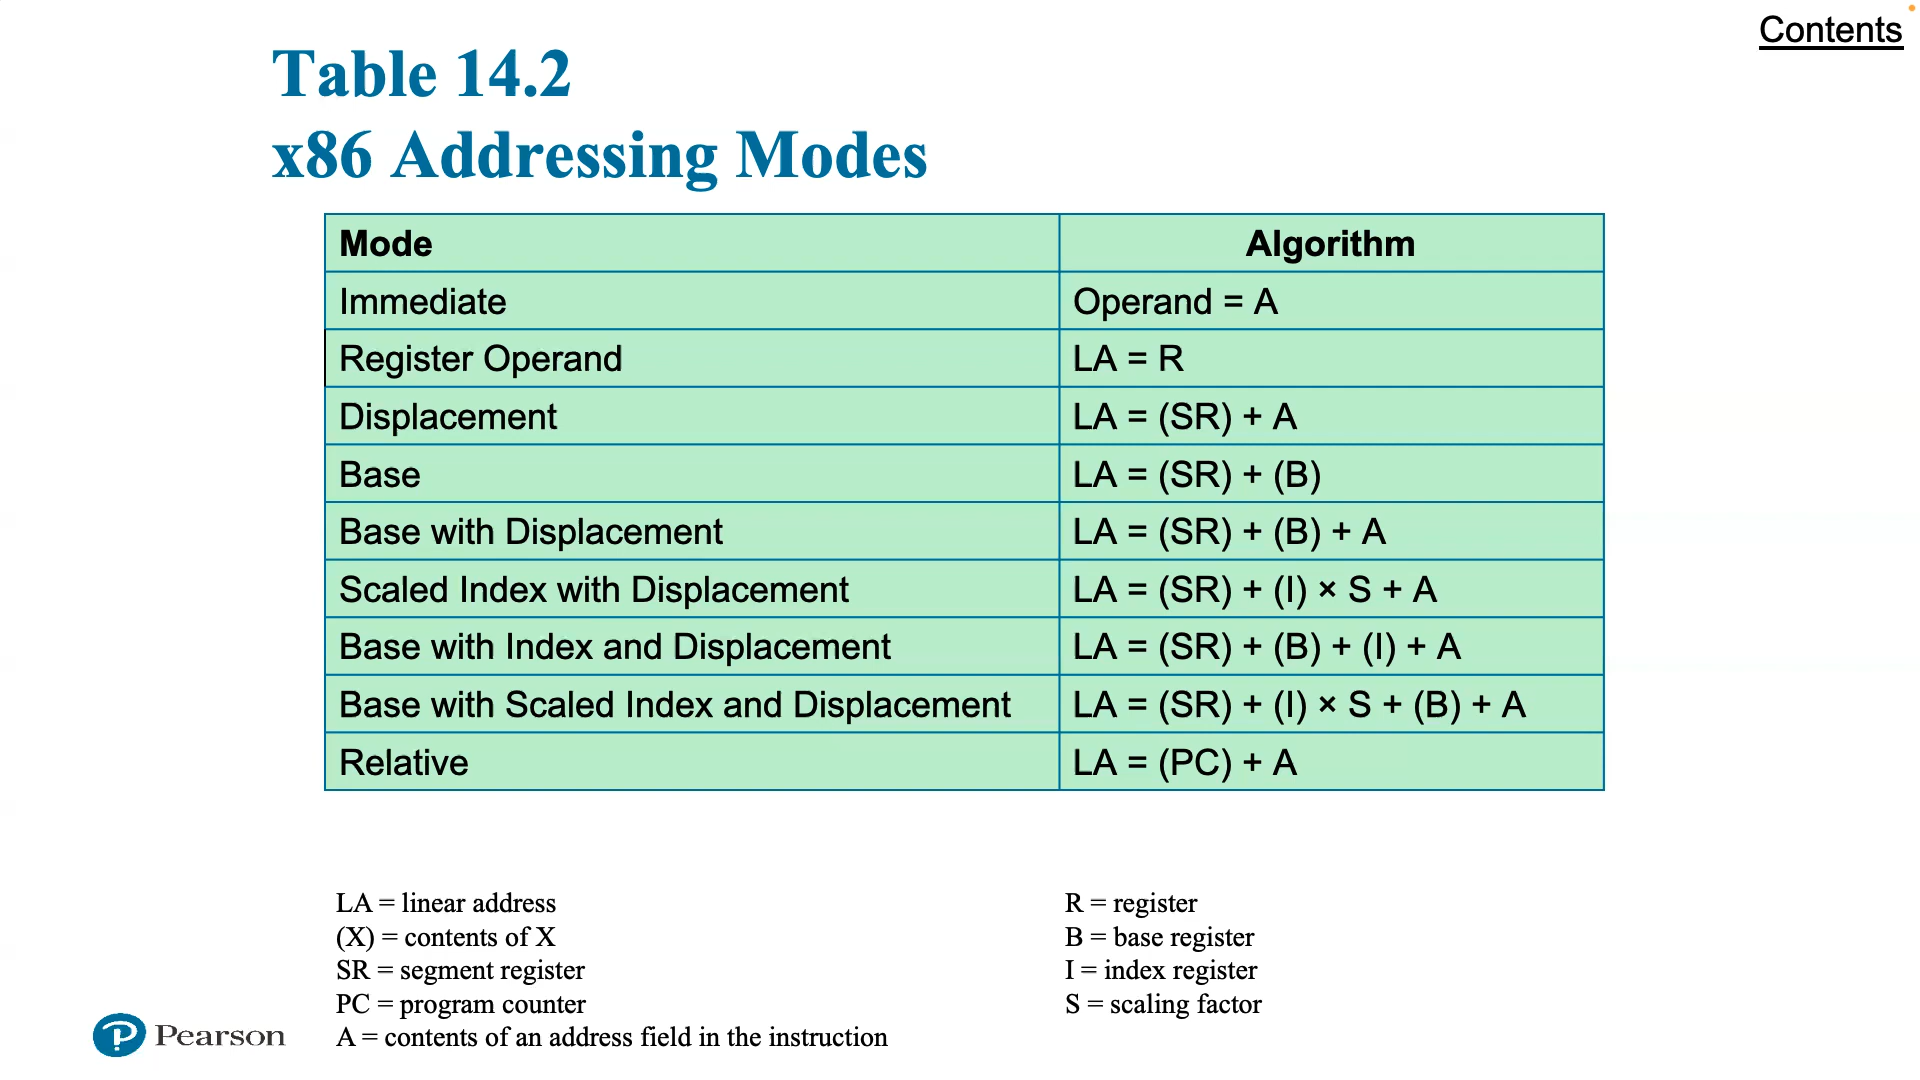 Contents
Table 14.2
x86 Addressing Modes
Mode Algorithm
Immediate Operand = A
Register Operand LA = R
Displacement LA = (SR) + A
Base LA = (SR) + (B)
Base with Displacement LA = (SR) + (B) + A
Scaled Index with Displacement LA = (SR) + (I) × S + A
Base with Index and Displacement LA = (SR) + (B) + (I) + A
Base with Scaled Index and Displacement LA = (SR) + (I) × S + (B) + A
Relative LA = (PC) + A
LA = linear address R = register
(X) = contents of X B = base register
SR = segment register I = index register
PC = program counter S = scaling factor
A = contents of an address field in the instruction
Pearson